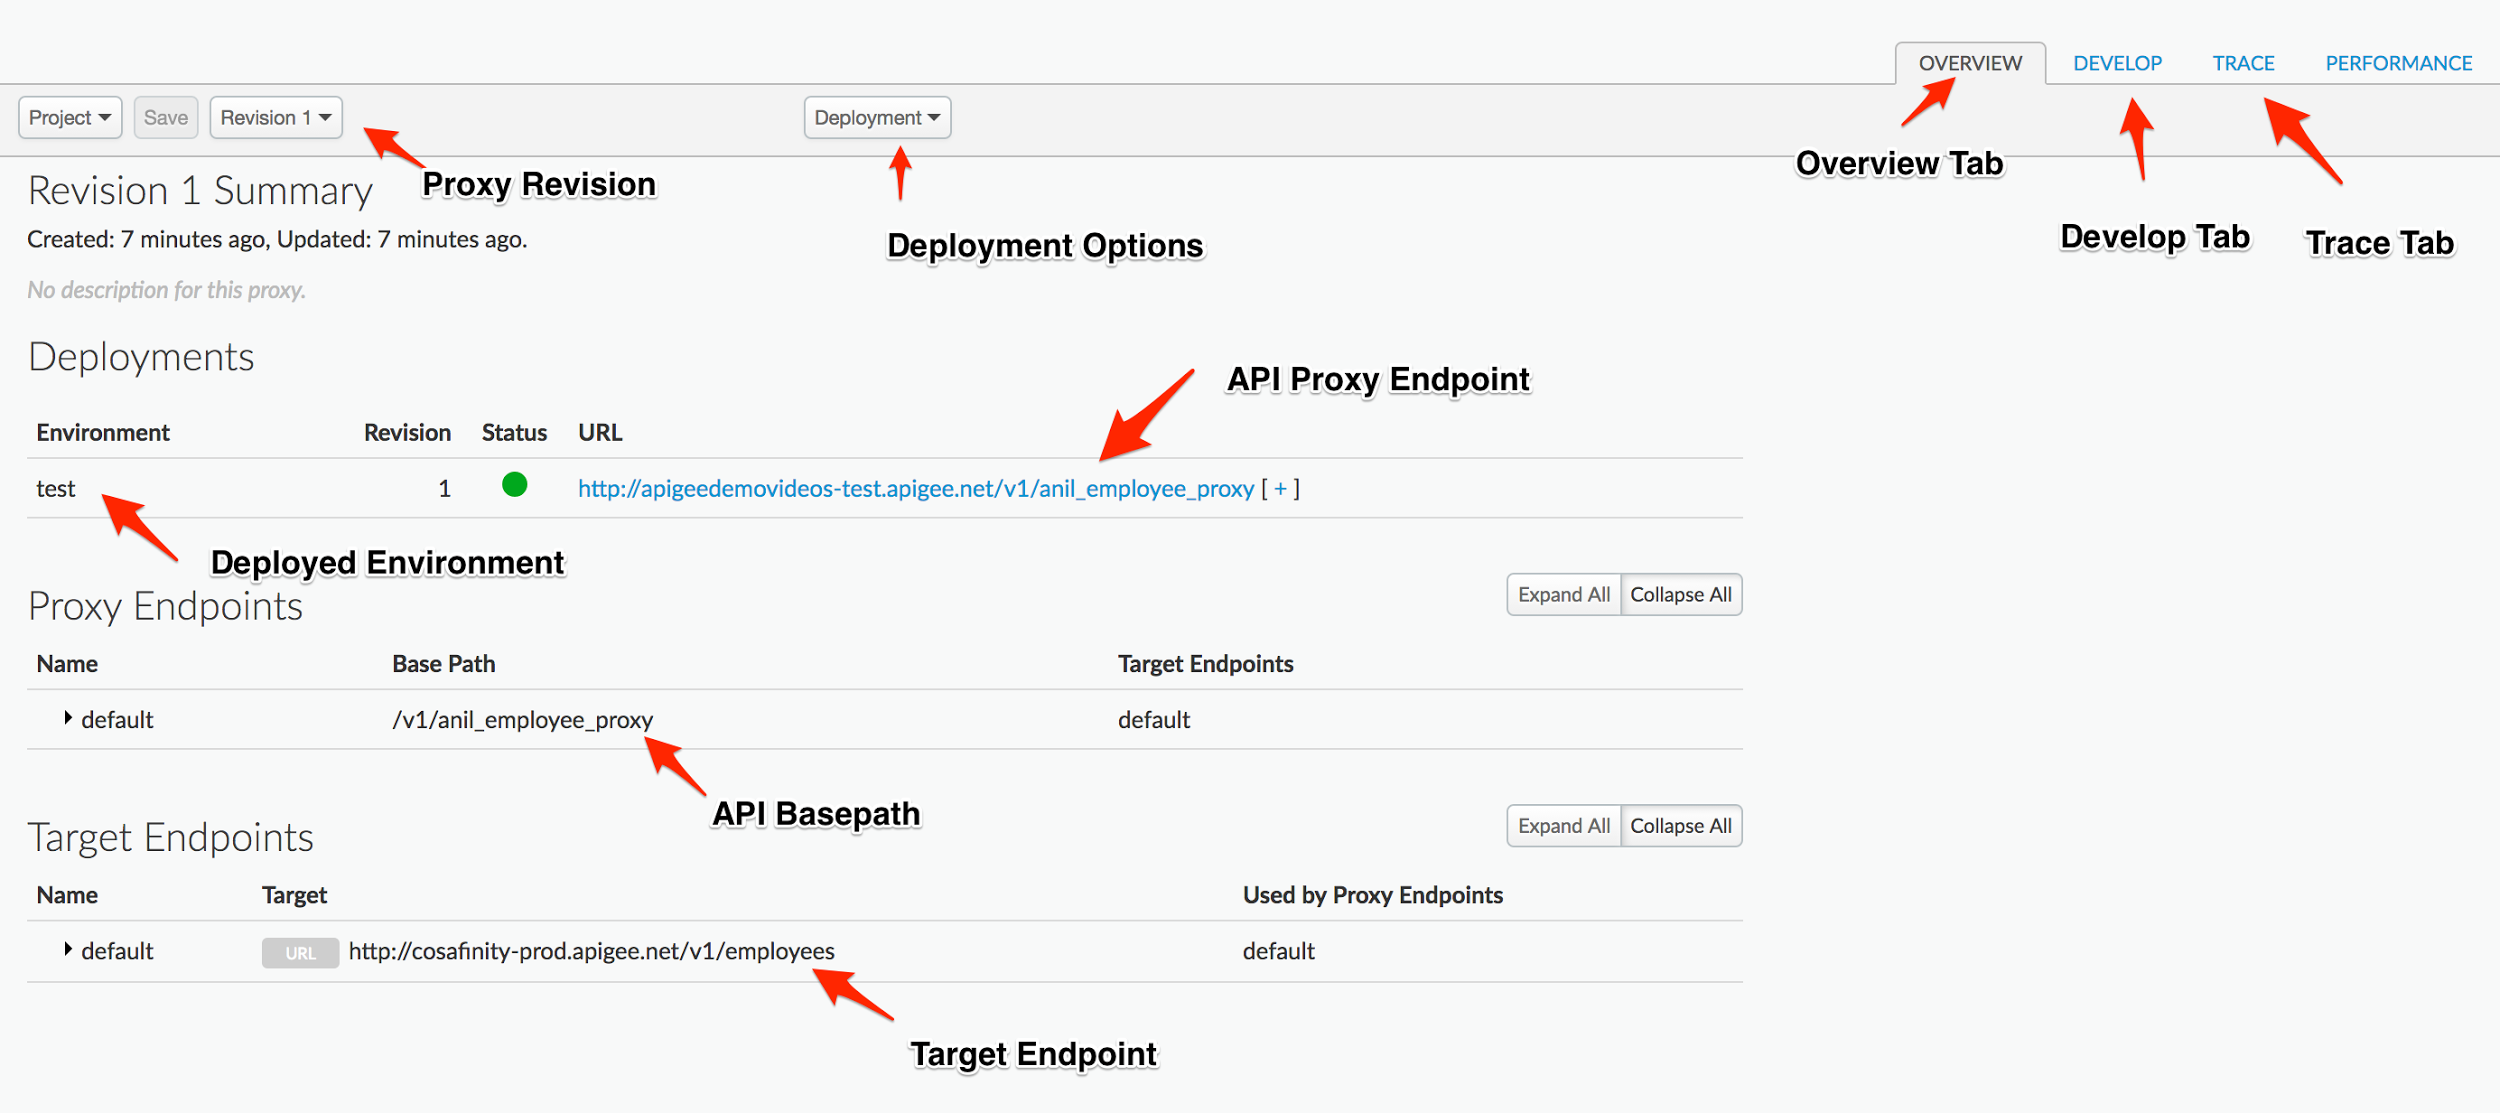 OVERVIEW DEVELOP TRACE PERFORMANCE
Project Save Revision 1 Deployment
Overview Tab
Proxy Revision
Revision 1 Summary
Develop Tab
Trace Tab
Created: 7 minutes ago, Updated: 7 minutes ago.
Deployment Options
No description for this proxy.
Deployments
API Proxy Endpoint
Environment Revision Status URL
test 1 http://apigeedemovideos-test.apigee.net/v1/anil_employee_proxy [ + ]
Deployed Environment
Proxy Endpoints Expand All Collapse All
Name Base Path Target Endpoints
default /v1/anil_employee_proxy default
API Basepath
Target Endpoints Expand All Collapse All
Name Target Used by Proxy Endpoints
default URL http://cosafinity-prod.apigee.net/v1/employees default
Target Endpoint